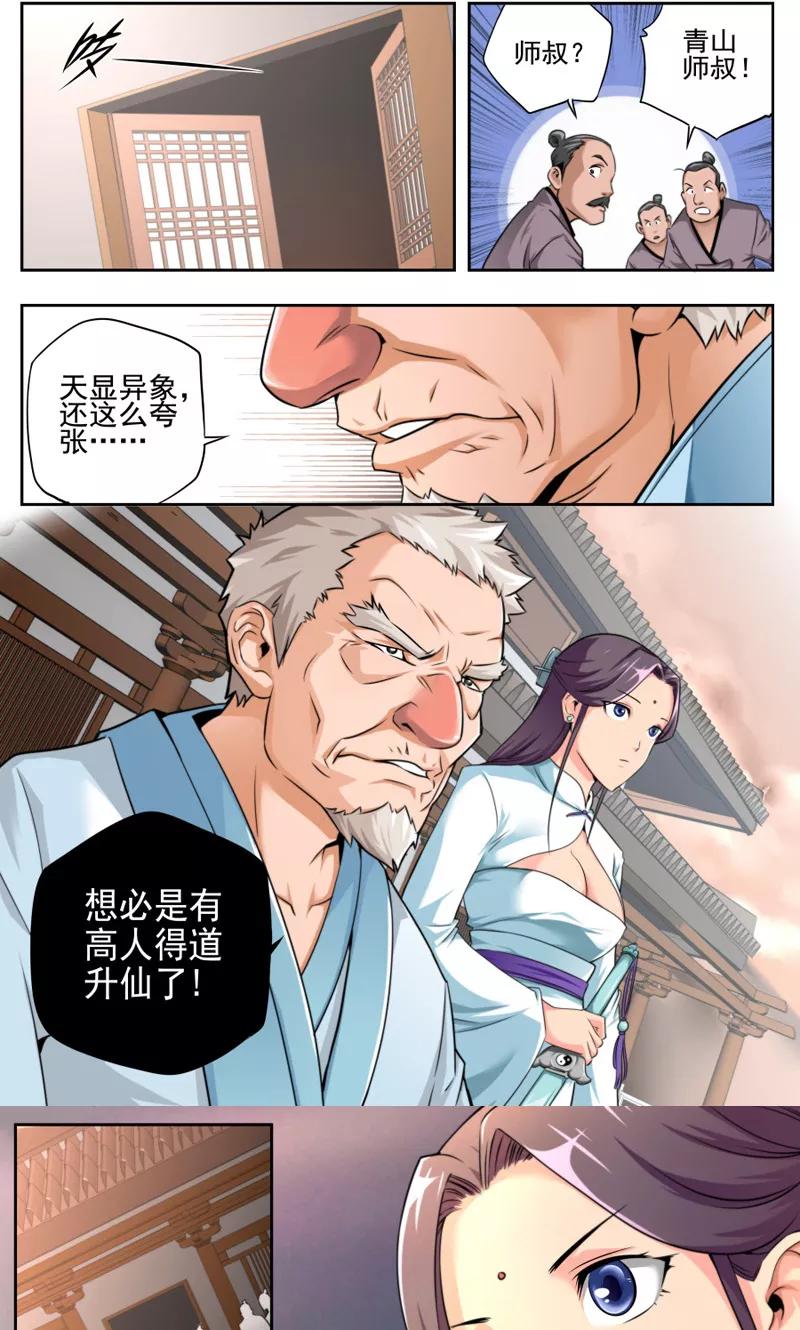 吱
师叔？
青山
师叔！
天显异象，
还这么夸
张……
想必是有
高人得道
升仙了！